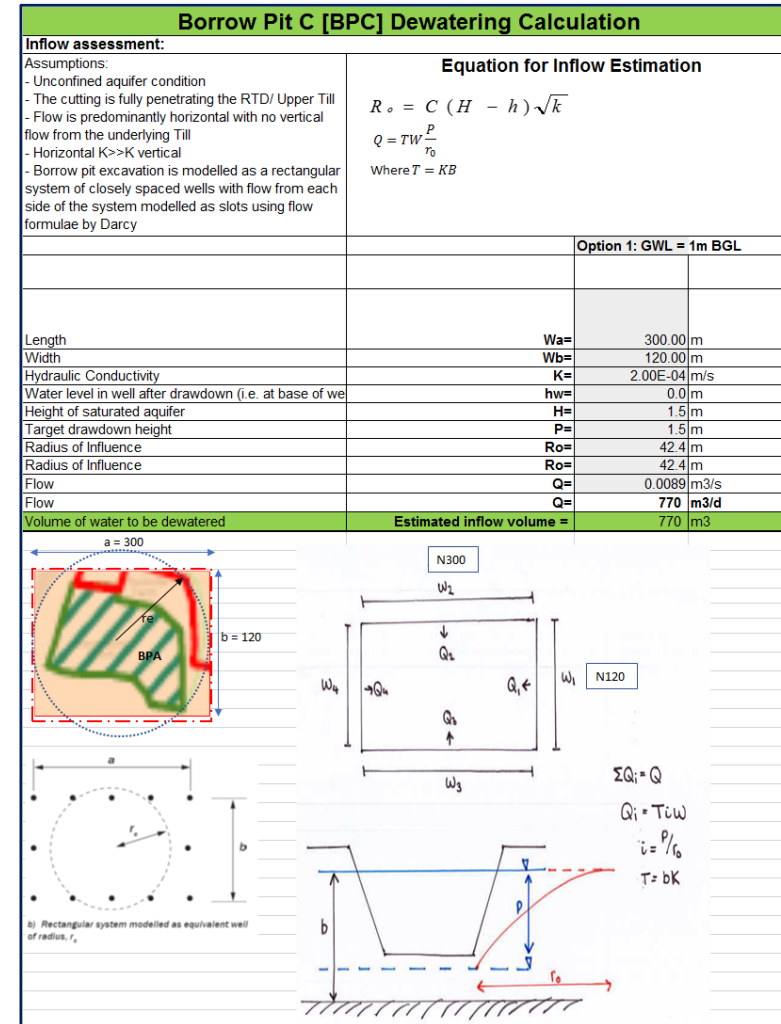 Borrow Pit C [BPC] Dewatering Calculation
Inflow assessment:
Assumptions:
- Unconfined aquifer condition
- The cutting is fully penetrating the RTD/ Upper Till
- Flow is predominantly horizontal with no vertical
flow from the underlying Till
- Horizontal K>>K vertical
- Borrow pit excavation is modelled as a rectangular
system of closely spaced wells with flow from each
side of the system modelled as slots using flow
formulae by Darcy
Equation for Inflow Estimation
R₀ = C (H − h) √k
Q = TW P/r₀
Where T = KB
Option 1: GWL = 1m BGL
Length Wa= 300.00 m
Width Wb= 120.00 m
Hydraulic Conductivity K= 2.00E-04 m/s
Water level in well after drawdown (i.e. at base of we hw= 0.0 m
Height of saturated aquifer H= 1.5 m
Target drawdown height P= 1.5 m
Radius of Influence Ro= 42.4 m
Radius of Influence Ro= 42.4 m
Flow Q= 0.0089 m3/s
Flow Q= 770 m3/d
Volume of water to be dewatered Estimated inflow volume = 770 m3
a = 300
re
BPA
b = 120
N300
W₂
Q₂
W₄
Q₄
Q₁
W₁
N120
Q₃
W₃
ΣQi = Q
Qi = TiW
i = P/r₀
T = bK
a
rₑ
b
b) Rectangular system modelled as equivalent well
of radius, rₑ
b
P
r₀